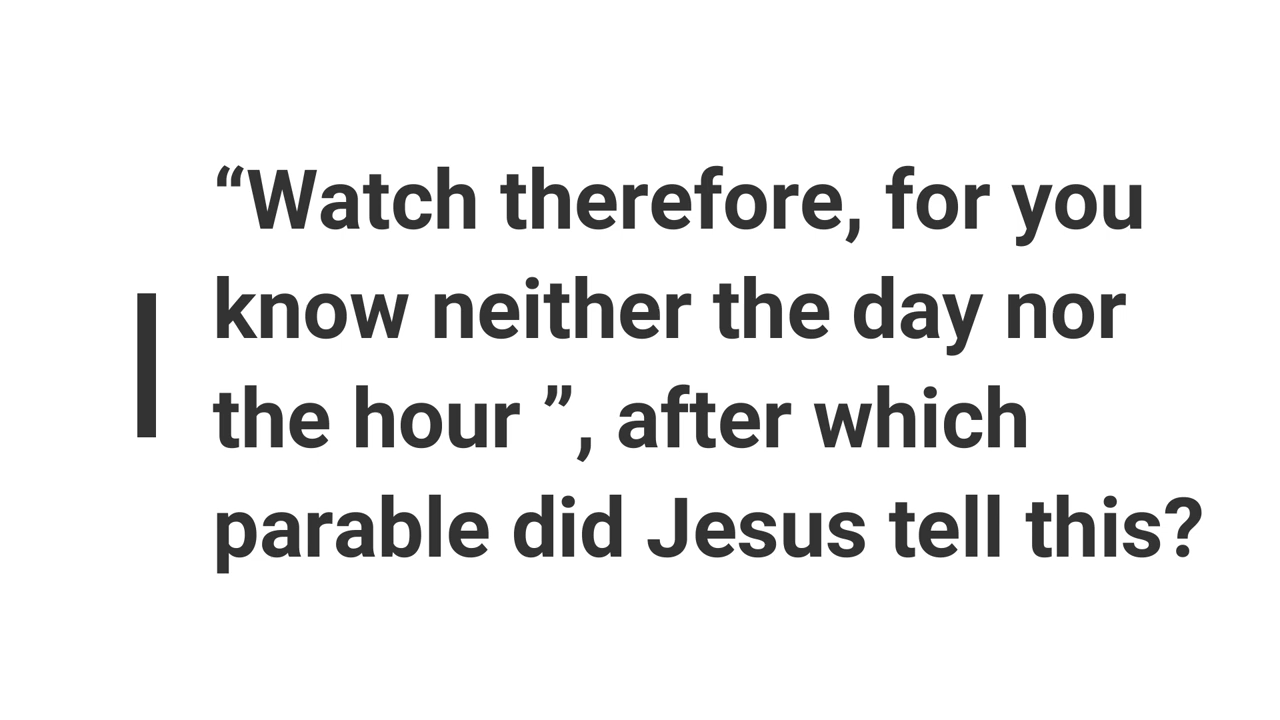 “Watch therefore, for you
know neither the day nor
the hour ”, after which
parable did Jesus tell this?